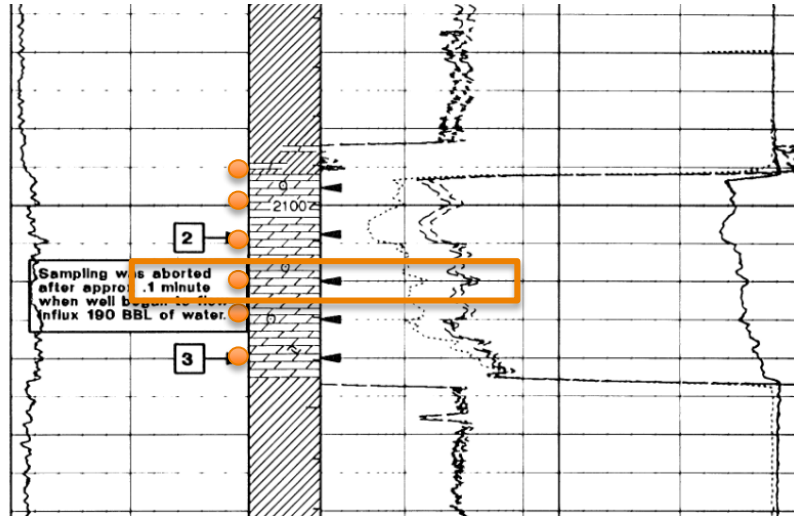 2100
2
Sampling was aborted
after approx .1 minute
when well began to flow
Influx 190 BBL of water.
3